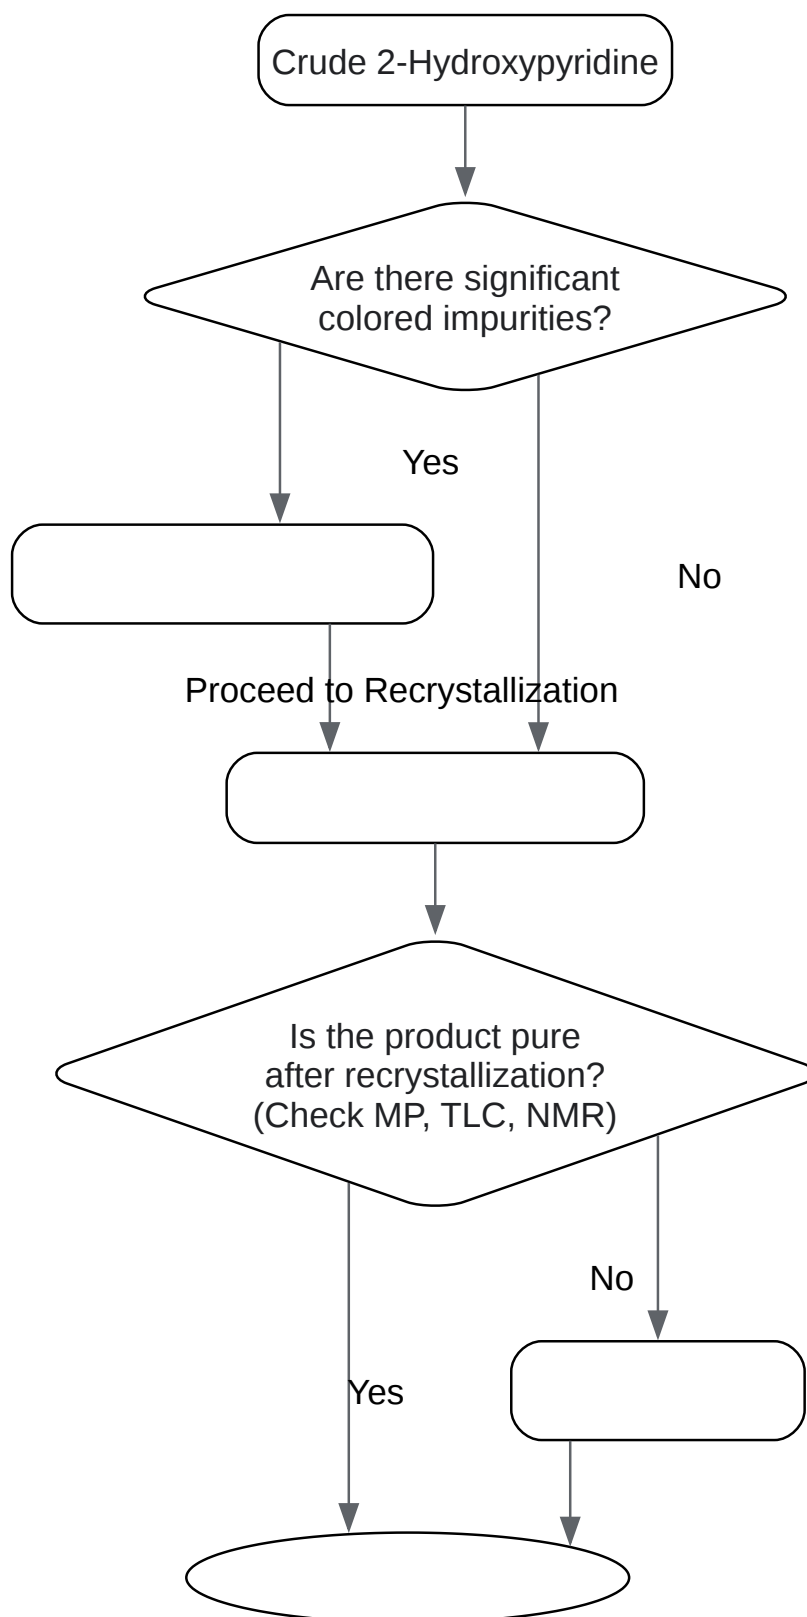 Crude 2-Hydroxypyridine
Are there significant
colored impurities?
Yes
No
Proceed to Recrystallization
Is the product pure
after recrystallization?
(Check MP, TLC, NMR)
No
Yes